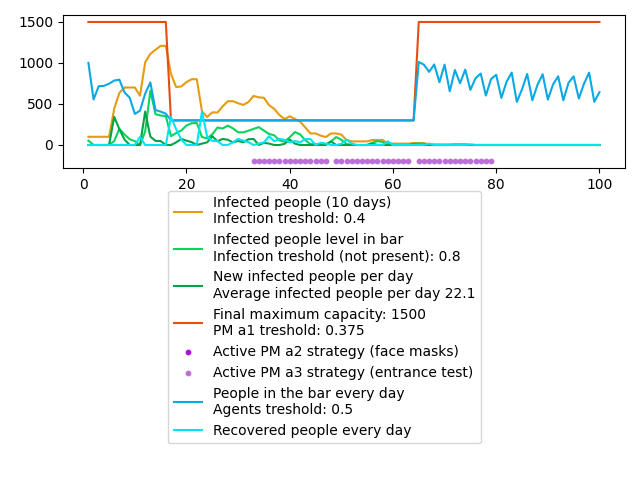 1500
1000
500
0
0
20
40
60
80
100
Infected people (10 days)
Infection treshold: 0.4
Infected people level in bar
Infection treshold (not present): 0.8
New infected people per day
Average infected people per day 22.1
Final maximum capacity: 1500
PM a1 treshold: 0.375
Active PM a2 strategy (face masks)
Active PM a3 strategy (entrance test)
People in the bar every day
Agents treshold: 0.5
Recovered people every day